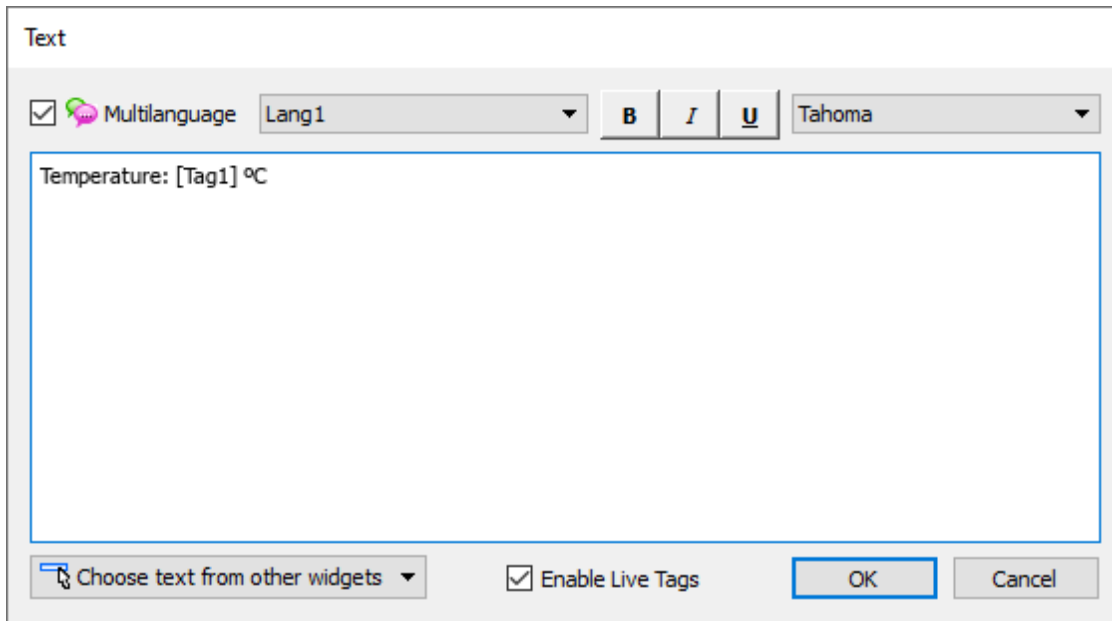 Text
Multilanguage Lang1 B I U Tahoma
Temperature: [Tag1] ºC
Choose text from other widgets Enable Live Tags OK Cancel